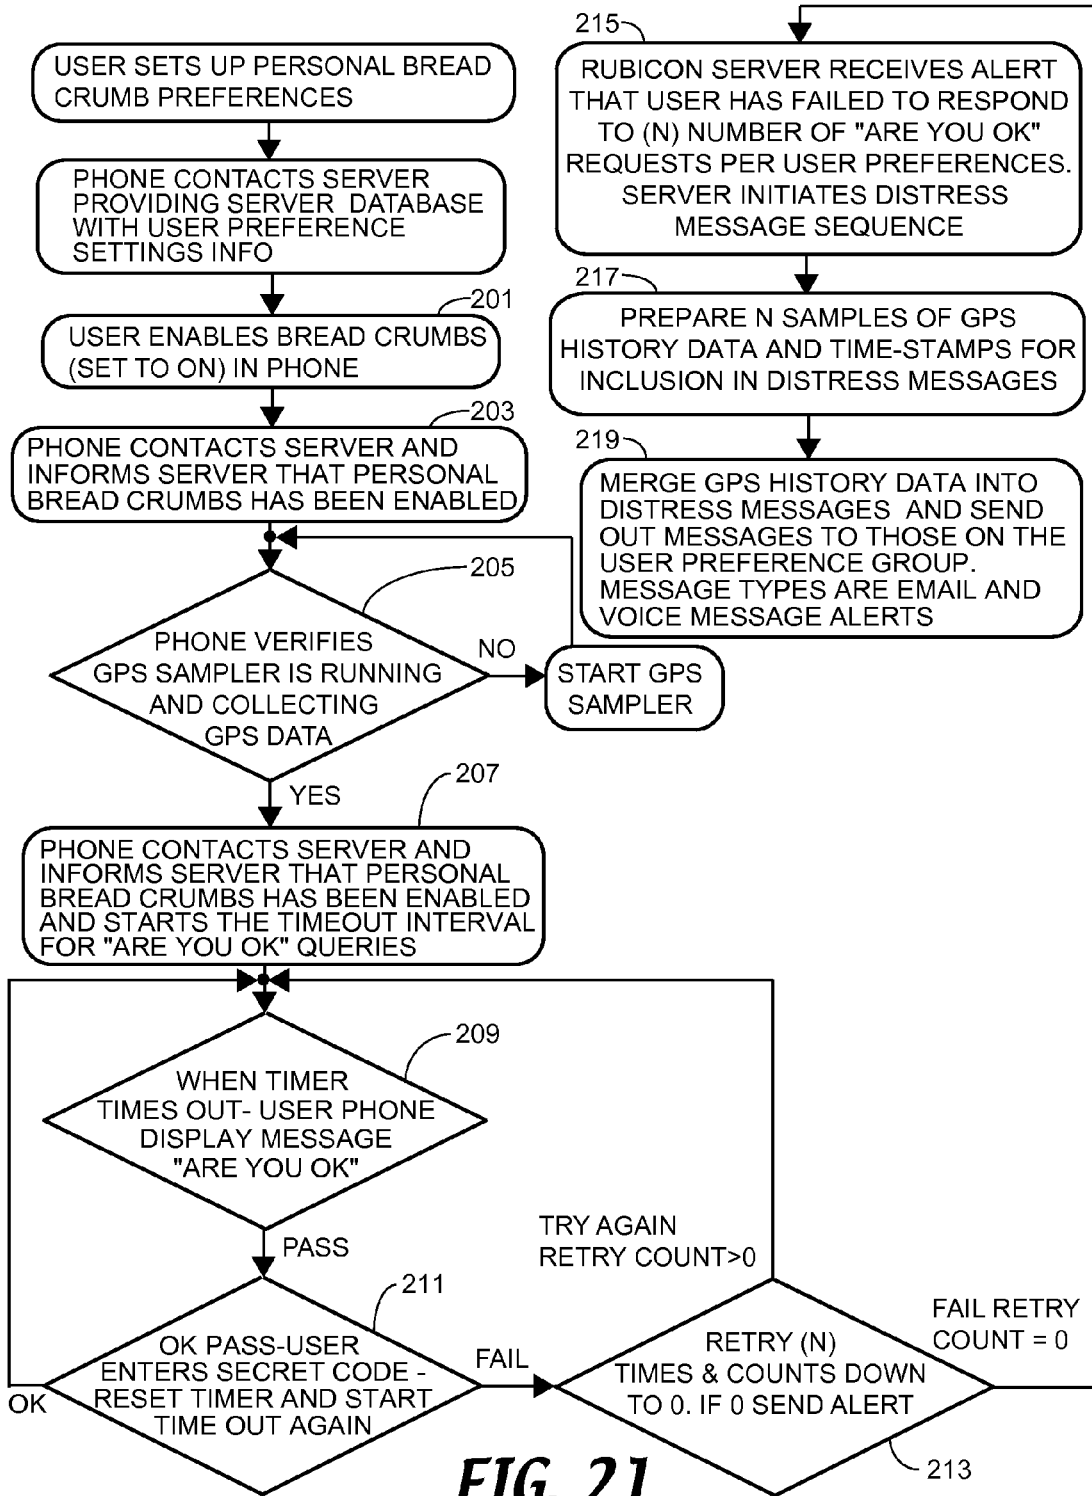 USER SETS UP PERSONAL BREAD
CRUMB PREFERENCES
PHONE CONTACTS SERVER
PROVIDING SERVER DATABASE
WITH USER PREFERENCE
SETTINGS INFO
201
USER ENABLES BREAD CRUMBS
(SET TO ON) IN PHONE
203
PHONE CONTACTS SERVER AND
INFORMS SERVER THAT PERSONAL
BREAD CRUMBS HAS BEEN ENABLED
205
PHONE VERIFIES
GPS SAMPLER IS RUNNING
AND COLLECTING
GPS DATA
NO
START GPS
SAMPLER
YES
207
PHONE CONTACTS SERVER AND
INFORMS SERVER THAT PERSONAL
BREAD CRUMBS HAS BEEN ENABLED
AND STARTS THE TIMEOUT INTERVAL
FOR "ARE YOU OK" QUERIES
209
WHEN TIMER
TIMES OUT- USER PHONE
DISPLAY MESSAGE
"ARE YOU OK"
PASS
211
OK PASS-USER
ENTERS SECRET CODE -
RESET TIMER AND START
TIME OUT AGAIN
OK
FAIL
TRY AGAIN
RETRY COUNT>0
RETRY (N)
TIMES & COUNTS DOWN
TO 0. IF 0 SEND ALERT
213
FAIL RETRY
COUNT = 0
215
RUBICON SERVER RECEIVES ALERT
THAT USER HAS FAILED TO RESPOND
TO (N) NUMBER OF "ARE YOU OK"
REQUESTS PER USER PREFERENCES.
SERVER INITIATES DISTRESS
MESSAGE SEQUENCE
217
PREPARE N SAMPLES OF GPS
HISTORY DATA AND TIME-STAMPS FOR
INCLUSION IN DISTRESS MESSAGES
219
MERGE GPS HISTORY DATA INTO
DISTRESS MESSAGES AND SEND
OUT MESSAGES TO THOSE ON THE
USER PREFERENCE GROUP.
MESSAGE TYPES ARE EMAIL AND
VOICE MESSAGE ALERTS
FIG. 21